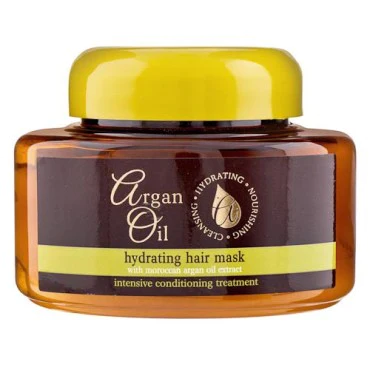 argan
Oil
CLEANSING · HYDRATING · NOURISHING ·
hydrating hair mask
with moroccan argan oil extract
intensive conditioning treatment